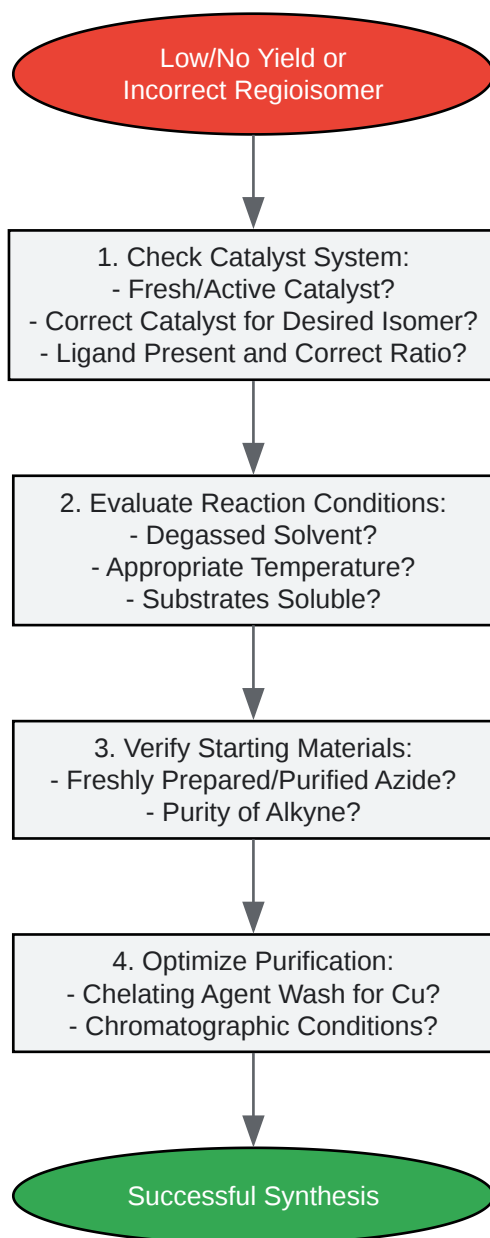 Low/No Yield or
Incorrect Regioisomer
1. Check Catalyst System:
- Fresh/Active Catalyst?
- Correct Catalyst for Desired Isomer?
- Ligand Present and Correct Ratio?
2. Evaluate Reaction Conditions:
- Degassed Solvent?
- Appropriate Temperature?
- Substrates Soluble?
3. Verify Starting Materials:
- Freshly Prepared/Purified Azide?
- Purity of Alkyne?
4. Optimize Purification:
- Chelating Agent Wash for Cu?
- Chromatographic Conditions?
Successful Synthesis